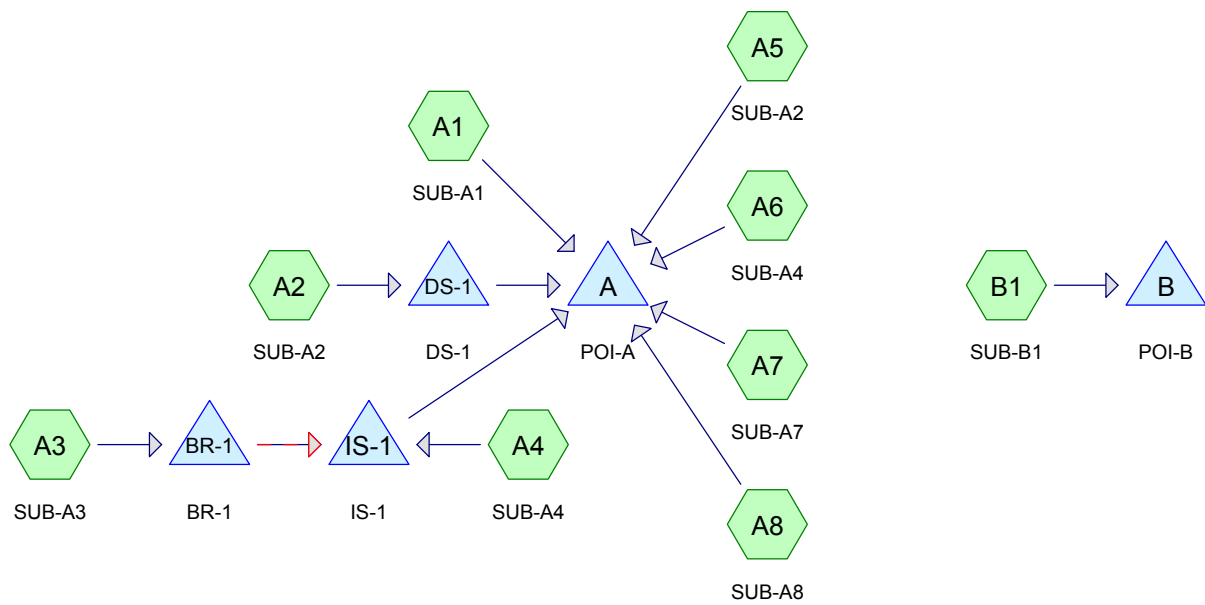 A5
SUB-A2
A1
SUB-A1
A6
SUB-A4
A2
SUB-A2
DS-1
DS-1
A
POI-A
B1
SUB-B1
B
POI-B
A7
SUB-A7
A3
SUB-A3
BR-1
BR-1
IS-1
IS-1
A4
SUB-A4
A8
SUB-A8